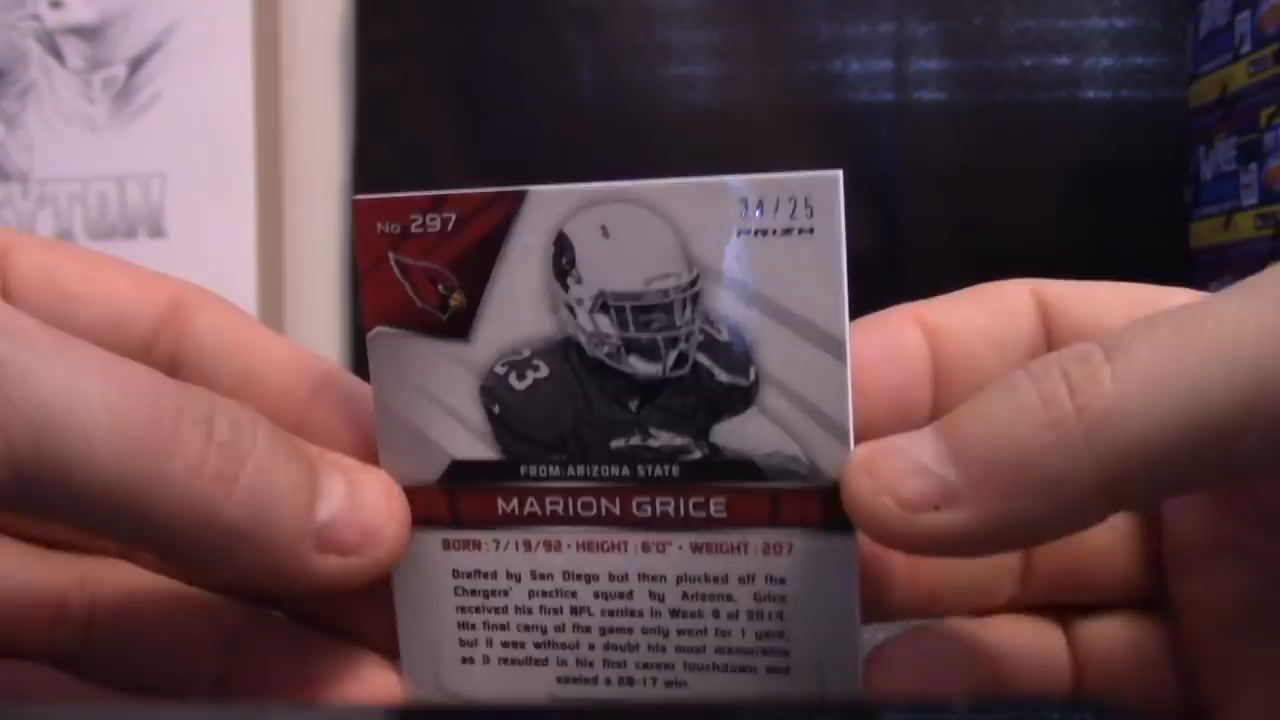 No 297
/25
PRIZM
23
FROM: ARIZONA STATE
MARION GRICE
BORN: 7/19/92 • HEIGHT: 6'0" • WEIGHT: 207
Drafted by San Diego but then plucked off the
Chargers' practice squad by Arizona, Grice
received his first NFL carries in Week 9 of 2014.
His final carry of the game only went for 1 yard,
but it was without a doubt his most memorable
as it resulted in his first career touchdown and
sealed a 28-17 win.
YTON
WE